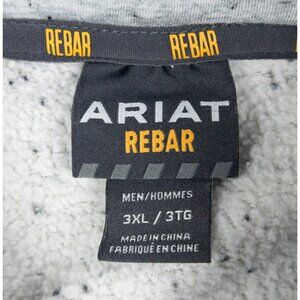 REBAR REBAR
ARIAT
REBAR
MEN/HOMMES
3XL / 3TG
MADE IN CHINA
FABRIQUÉ EN CHINE